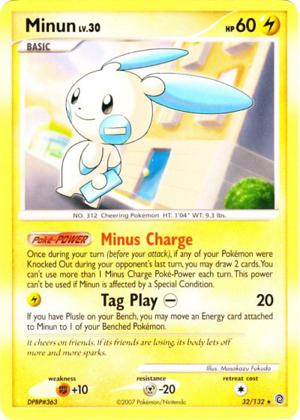 Minun LV.30 HP 60
BASIC
NO. 312 Cheering Pokémon HT: 1'04" WT: 9.3 lbs.
Poké-POWER Minus Charge
Once during your turn (before your attack), if any of your Pokémon were
Knocked Out during your opponent's last turn, you may draw 2 cards. You
can't use more than 1 Minus Charge Poké-Power each turn. This power
can't be used if Minun is affected by a Special Condition.
Tag Play 20
If you have Plusle on your Bench, you may move an Energy card attached
to Minun to 1 of your Benched Pokémon.
It cheers on friends. If its friends are losing, its body lets off
more and more sparks.
Illus. Masakazu Fukuda
DPBP#363
weakness resistance retreat cost
+10 -20
©2007 Pokémon/Nintendo 32/132